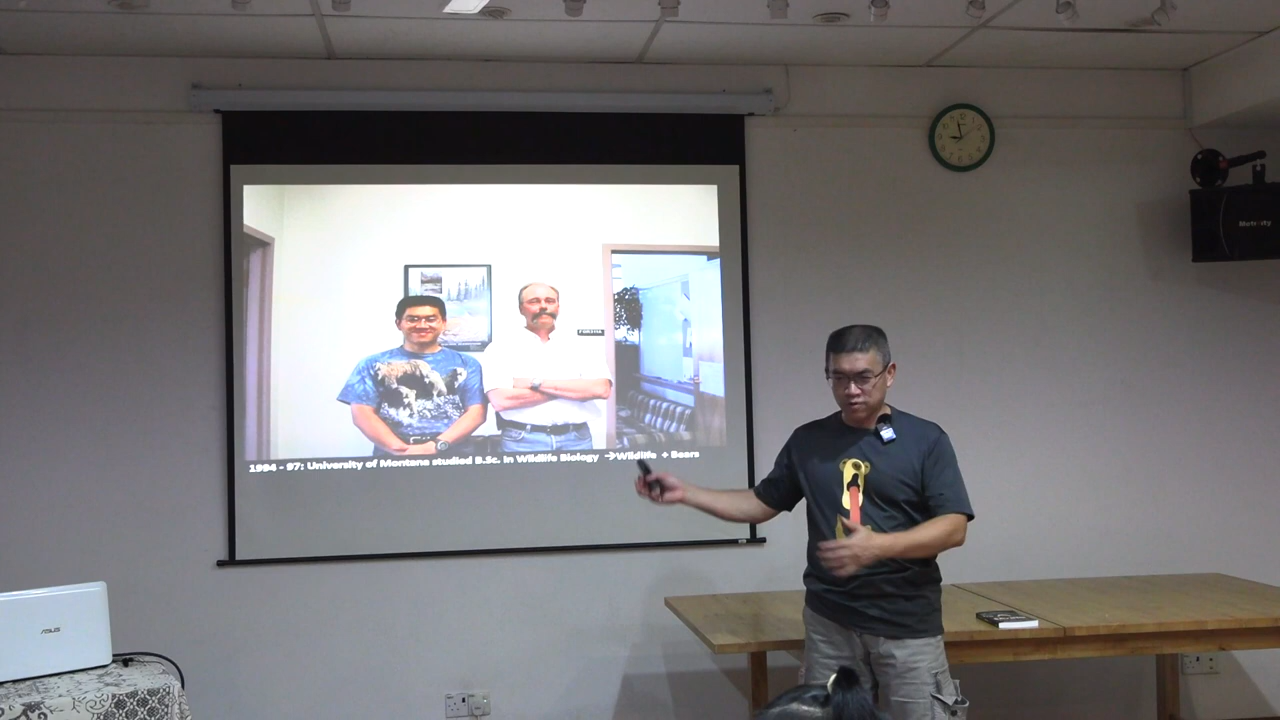 1994 - 97: University of Montana studied B.Sc. in Wildlife Biology →Wildlife + Bears
ASUS